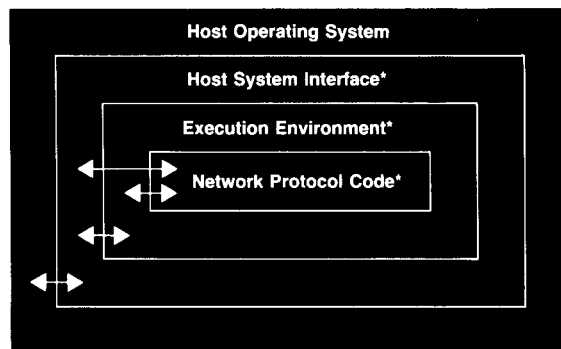 Host Operating System
Host System Interface*
Execution Environment*
Network Protocol Code*